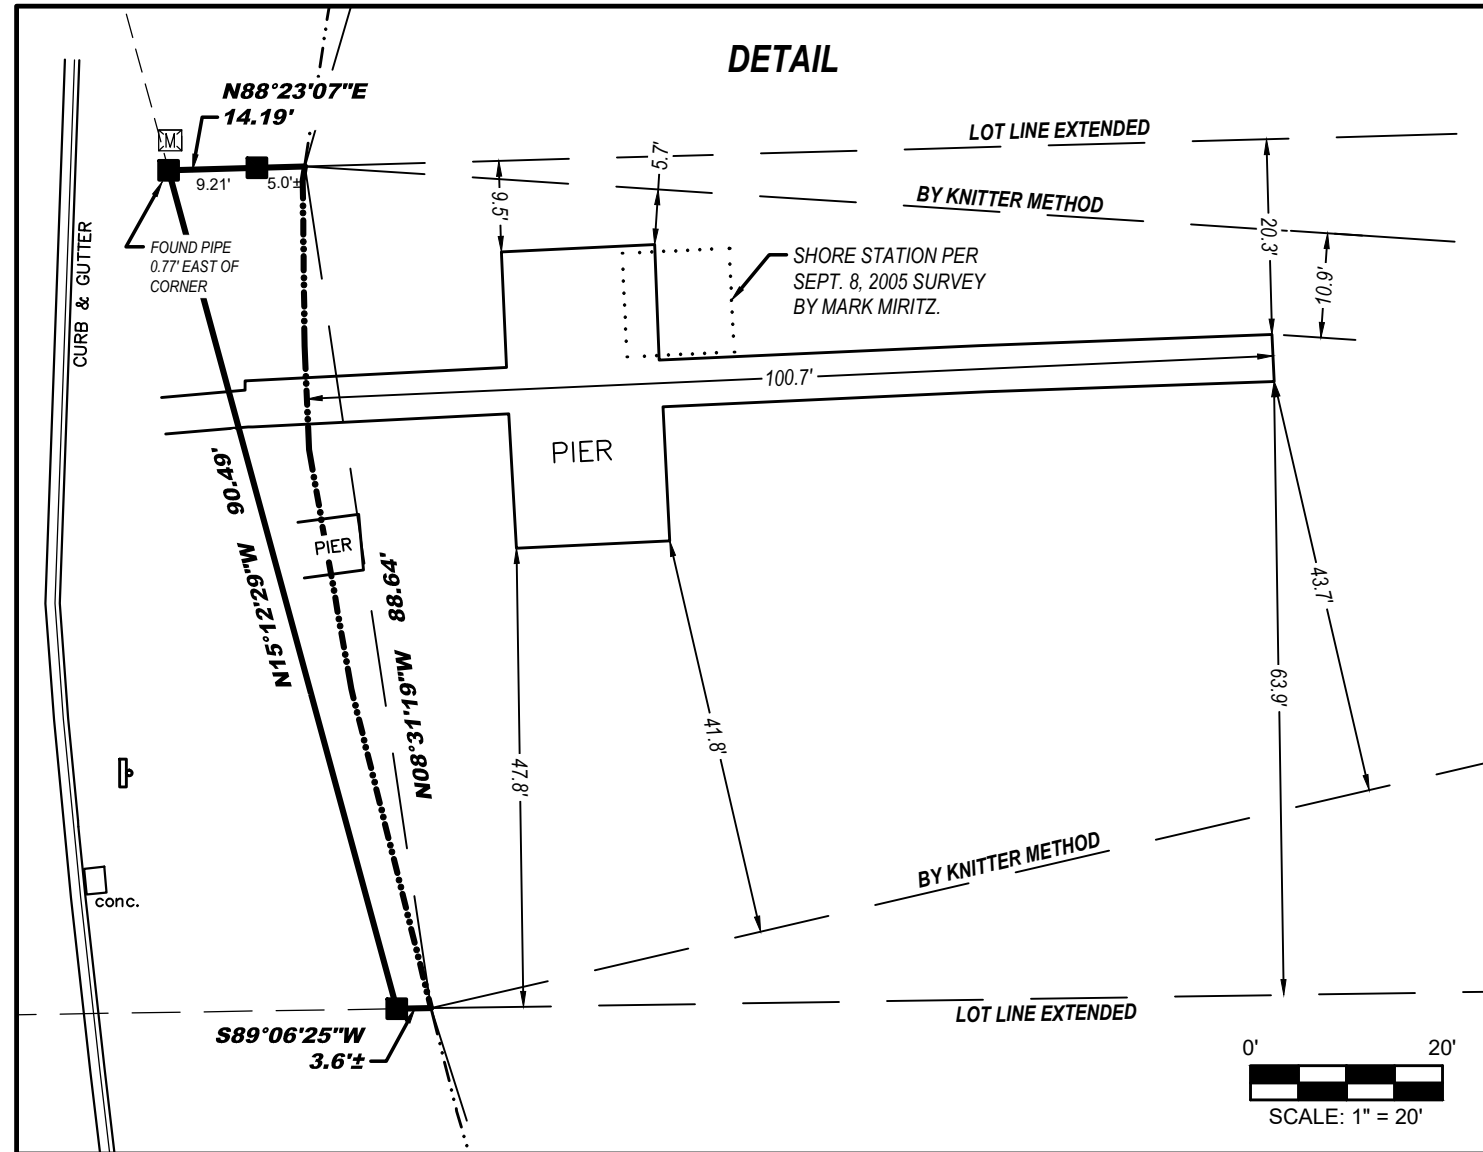 DETAIL
N88°23'07"E
14.19'
LOT LINE EXTENDED
M
9.21'
5.0'±
9.5'
5.7'
BY KNITTER METHOD
20.3'
10.9'
FOUND PIPE
0.77' EAST OF
CORNER
CURB & GUTTER
SHORE STATION PER
SEPT. 8, 2005 SURVEY
BY MARK MIRITZ.
100.7'
PIER
PIER
N15°12'29"W 90.49'
N08°31'19"W 88.64'
43.7'
63.9'
41.8'
47.8'
BY KNITTER METHOD
conc.
LOT LINE EXTENDED
S89°06'25"W
3.6'±
0' 20'
SCALE: 1" = 20'